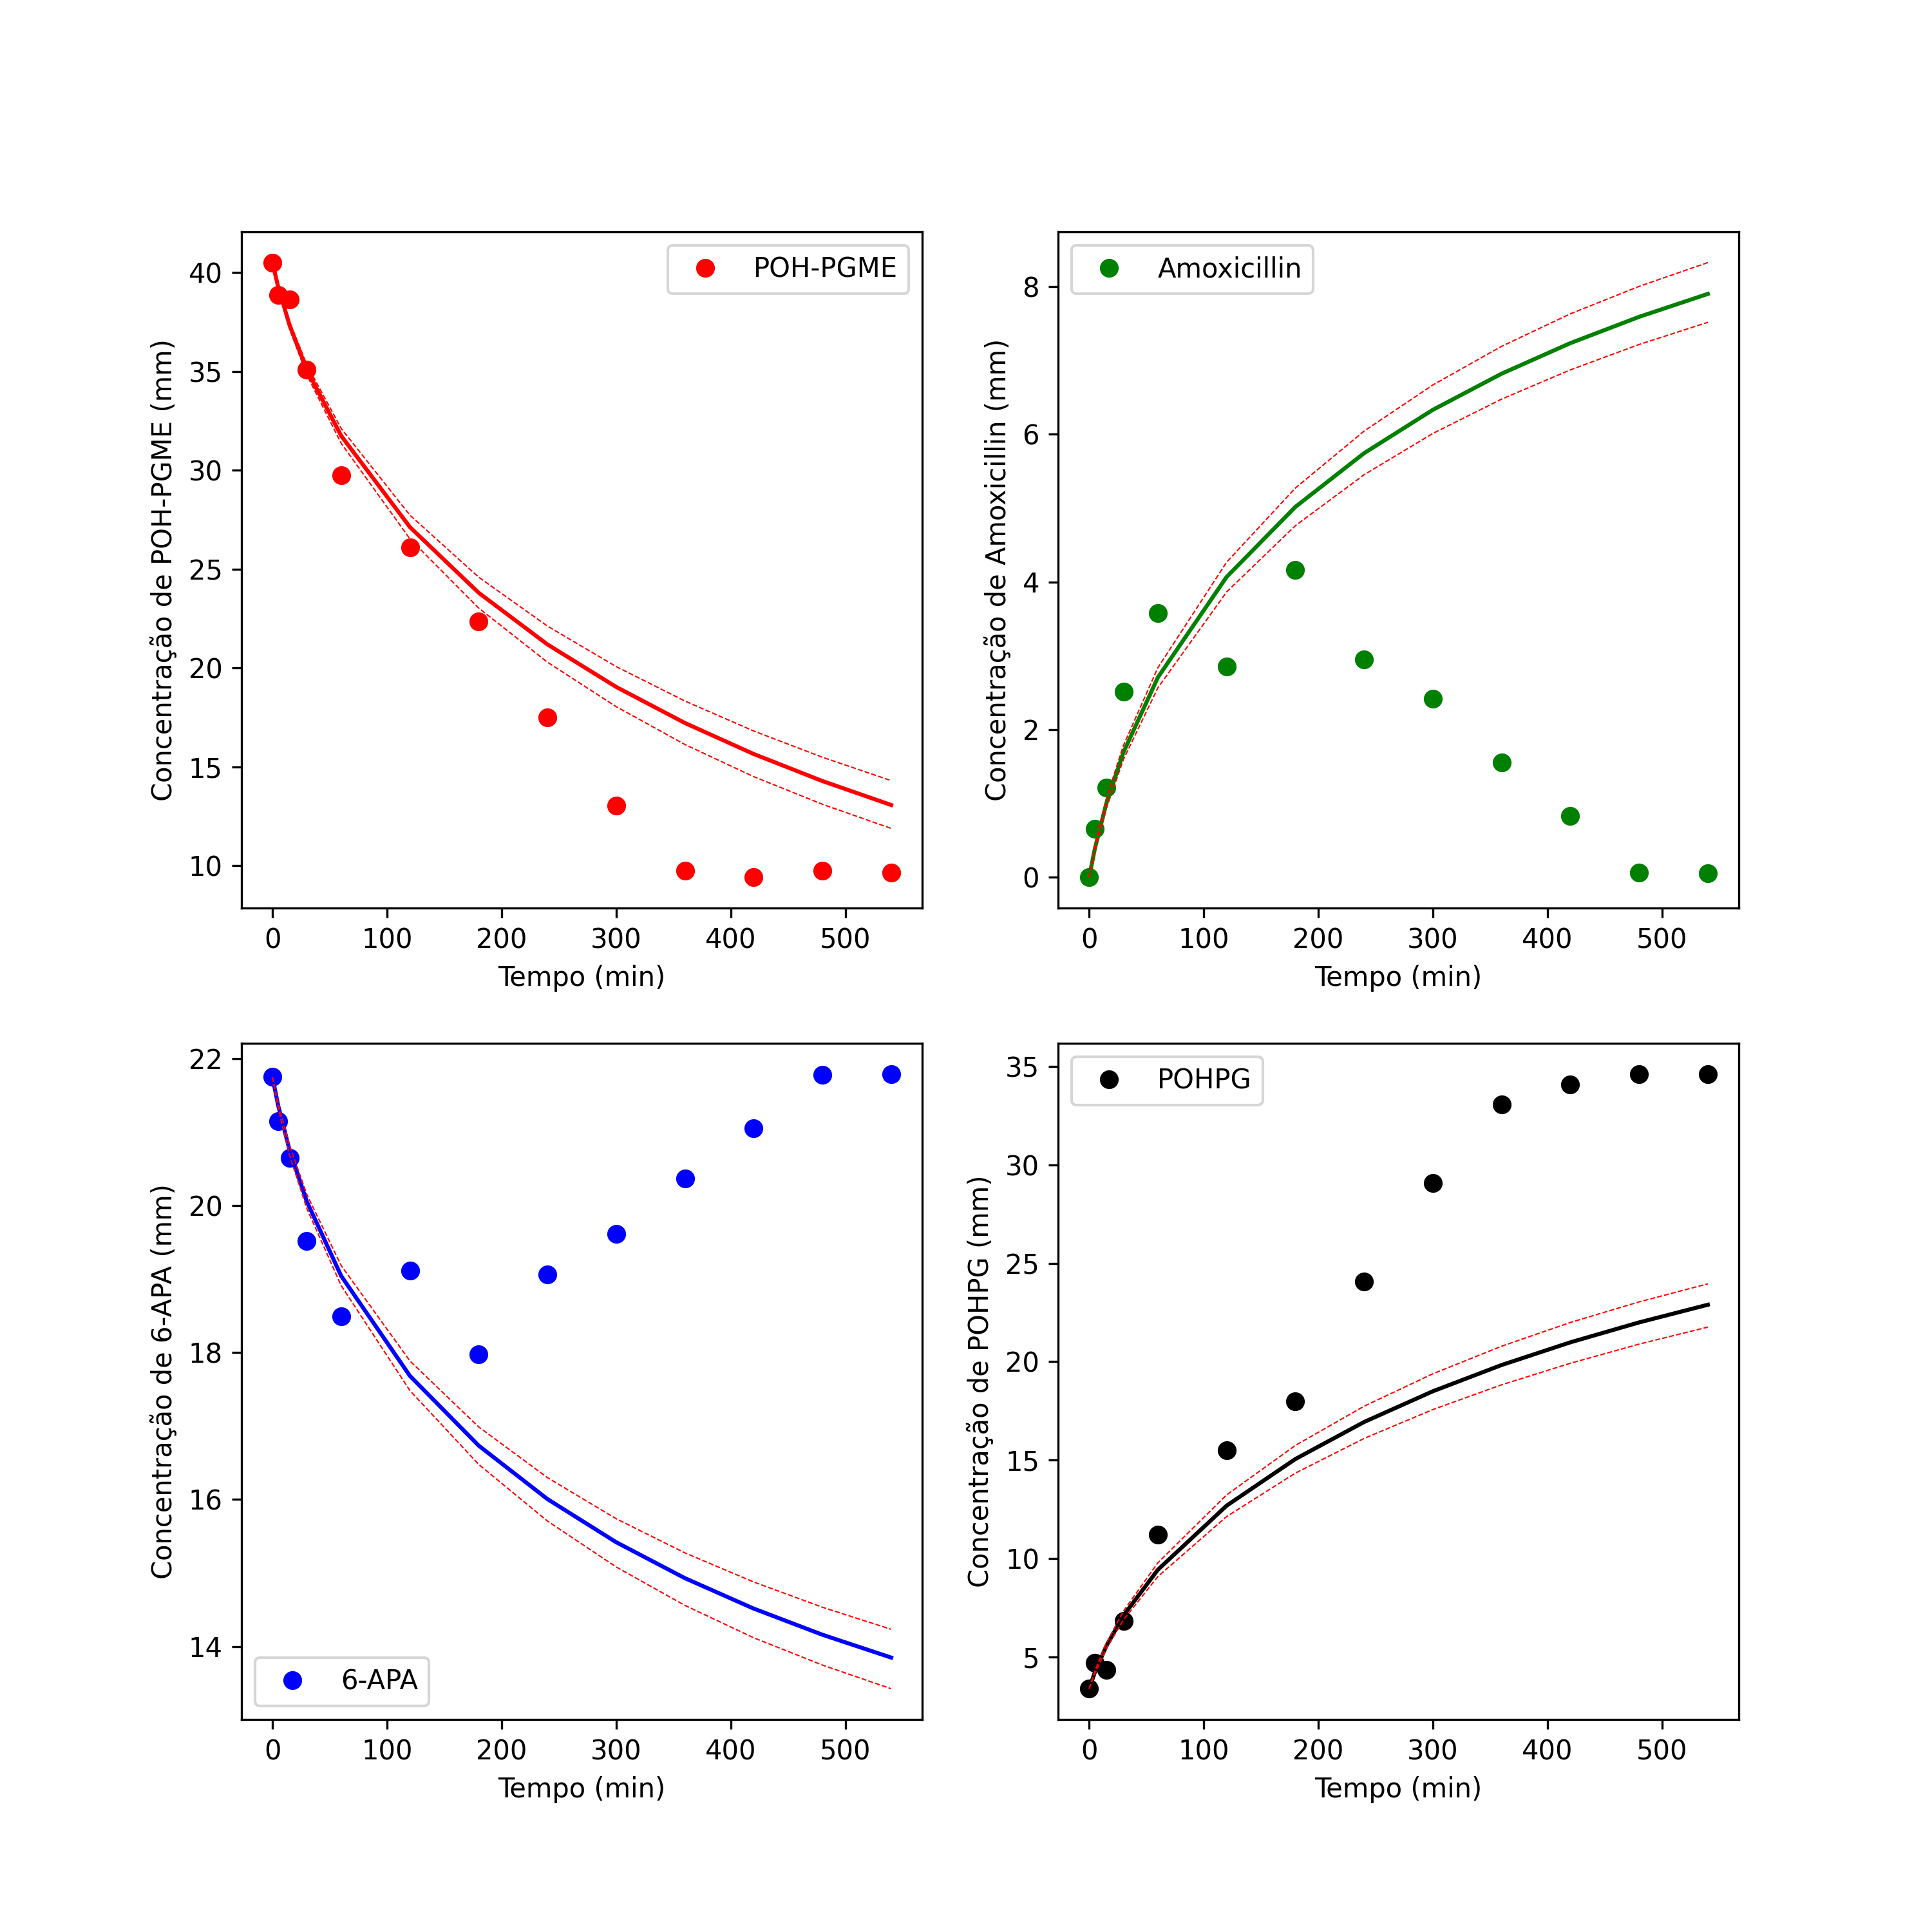 POH-PGME
40
35
30
25
20
15
10
Concentração de POH-PGME (mm)
0 100 200 300 400 500
Tempo (min)
Amoxicillin
8
6
4
2
0
Concentração de Amoxicillin (mm)
0 100 200 300 400 500
Tempo (min)
22
20
18
16
14
Concentração de 6-APA (mm)
6-APA
0 100 200 300 400 500
Tempo (min)
POHPG
35
30
25
20
15
10
5
Concentração de POHPG (mm)
0 100 200 300 400 500
Tempo (min)